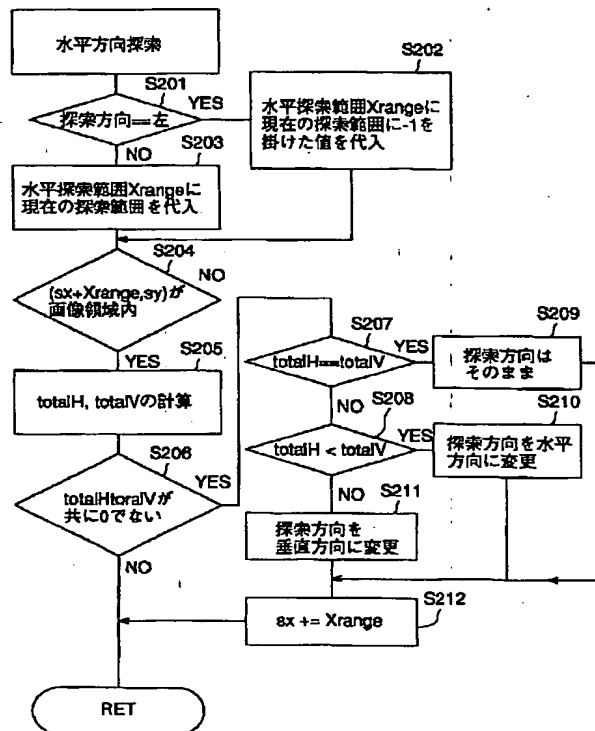 水平方向探索
S201
探索方向==左
YES
NO
S202
水平探索範囲Xrangeに
現在の探索範囲に-1を
掛けた値を代入
S203
水平探索範囲Xrangeに
現在の探索範囲を代入
S204
NO
(sx+Xrange,sy)が
画像領域内
YES
S205
totalH, totalVの計算
S206
YES
totalHtoralVが
共に0でない
NO
S207
totalH==totalV
YES
NO
S209
探索方向は
そのまま
S208
totalH < totalV
YES
NO
S210
探索方向を水平
方向に変更
S211
探索方向を
垂直方向に変更
S212
sx += Xrange
RET